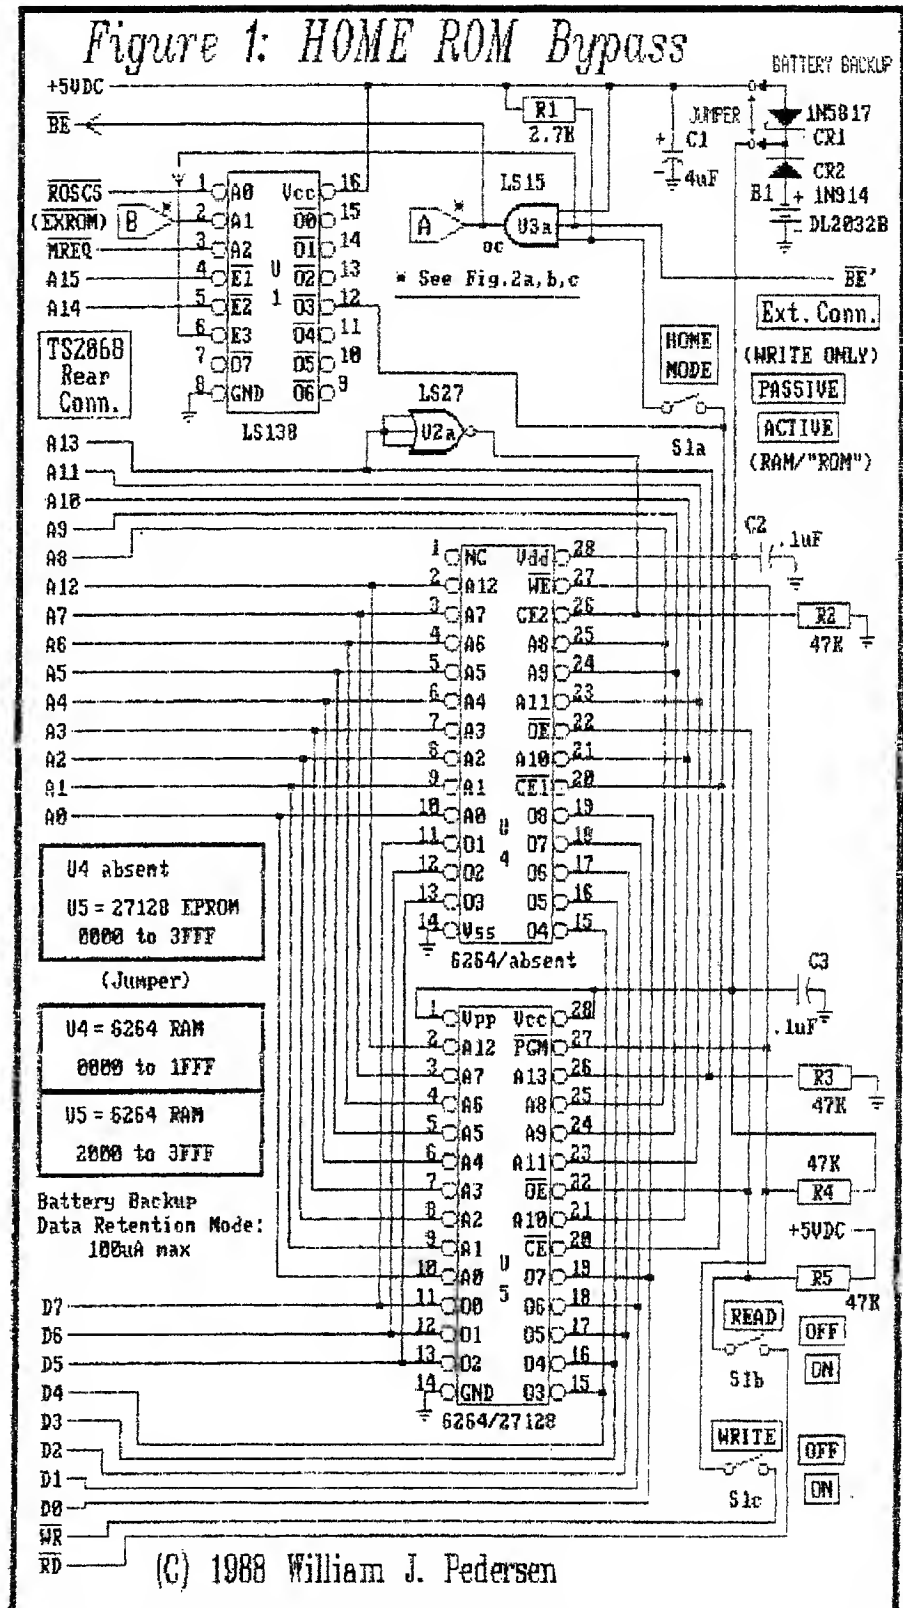 Figure 1: HOME ROM Bypass
BATTERY BACKUP
+5VDC
BE
R1
2.7K
JUMPER
1N5817
CR1
C1
+
4uF
CR2
1N914
B1 +
DL2032B
LS15
ROSCS
(EXROM)
MREQ
A15
A14
B *
1 A0 Vcc 16
2 A1 O0 15
3 A2 O1 14
4 E1 O2 13
5 E2 O3 12
6 E3 O4 11
7 O7 O5 10
8 GND O6 9
U
1
LS138
A *
OC
U3a
* See Fig.2a,b,c
BE'
Ext. Conn.
(WRITE ONLY)
PASSIVE
ACTIVE
(RAM/"ROM")
HOME
MODE
S1a
TS2068
Rear
Conn.
LS27
U2a
A13
A11
A10
A9
A8
A12
A7
A6
A5
A4
A3
A2
A1
A0
1 NC Vdd 28
2 A12 WE 27
3 A7 CE2 26
4 A6 A8 25
5 A5 A9 24
6 A4 A11 23
7 A3 OE 22
8 A2 A10 21
9 A1 CE1 20
10 A0 O8 19
11 O1 O7 18
12 O2 O6 17
13 O3 O5 16
14 Vss O4 15
U
4
6264/absent
C2
.1uF
R2
47K
U4 absent
U5 = 27128 EPROM
0000 to 3FFF
(Jumper)
U4 = 6264 RAM
0000 to 1FFF
U5 = 6264 RAM
2000 to 3FFF
Battery Backup
Data Retention Mode:
100uA max
1 Vpp Vcc 28
2 A12 PGM 27
3 A7 A13 26
4 A6 A8 25
5 A5 A9 24
6 A4 A11 23
7 A3 OE 22
8 A2 A10 21
9 A1 CE 20
10 A0 O7 19
11 O0 O6 18
12 O1 O5 17
13 O2 O4 16
14 GND O3 15
U
5
6264/27128
C3
.1uF
R3
47K
47K
R4
+5VDC
R5
47K
READ
OFF
ON
S1b
WRITE
OFF
ON
S1c
D7
D6
D5
D4
D3
D2
D1
D0
WR
RD
(C) 1988 William J. Pedersen